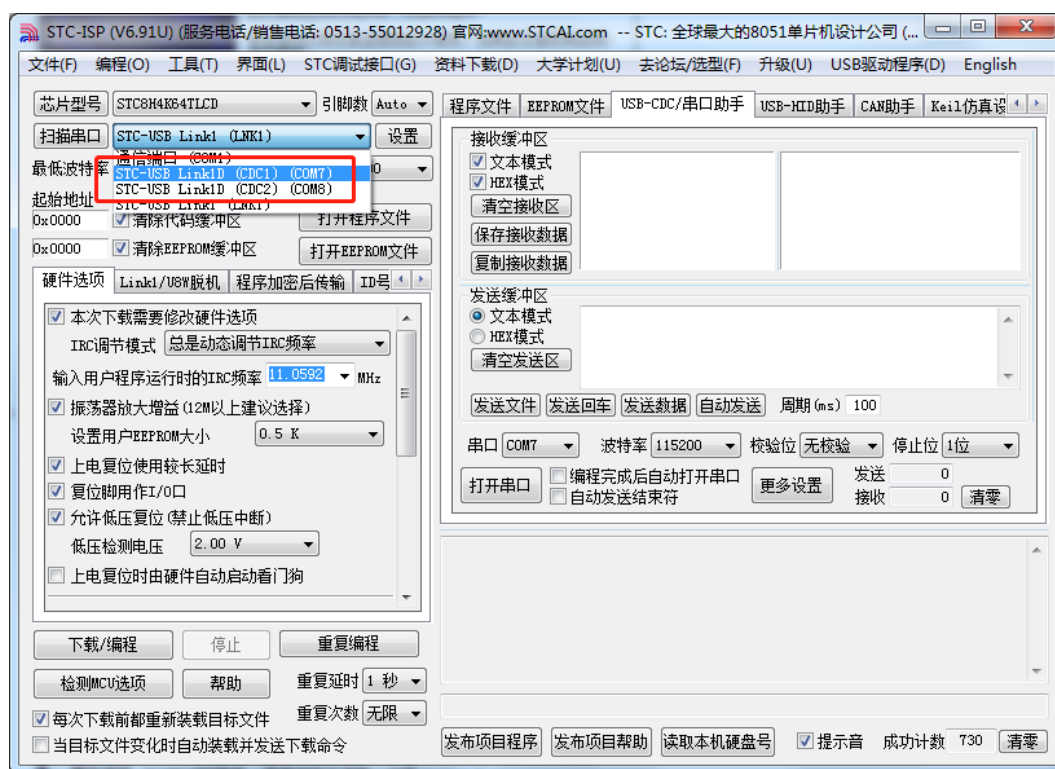 STC-ISP (V6.91U) (服务电话/销售电话: 0513-55012928) 官网:www.STCAI.com -- STC: 全球最大的8051单片机设计公司 (...
文件(F) 编程(O) 工具(T) 界面(L) STC调试接口(G) 资料下载(D) 大学计划(U) 去论坛/选型(F) 升级(U) USB驱动程序(D) English
芯片型号 STC8H4K64TLCD 引脚数 Auto
扫描串口 STC-USB Link1 (LNK1) 设置
最低波特率 通信端口 (COM1)
STC-USB Link1D (CDC1) (COM7)
STC-USB Link1D (CDC2) (COM8)
STC-USB Link1 (LNK1)
起始地址
0x0000 清除代码缓冲区 打开程序文件
0x0000 清除EEPROM缓冲区 打开EEPROM文件
硬件选项 Link1/U8W脱机 程序加密后传输 ID号
本次下载需要修改硬件选项
IRC调节模式 总是动态调节IRC频率
输入用户程序运行时的IRC频率 11.0592 MHz
振荡器放大增益(12M以上建议选择)
设置用户EEPROM大小 0.5 K
上电复位使用较长延时
复位脚用作I/O口
允许低压复位(禁止低压中断)
低压检测电压 2.00 V
上电复位时由硬件自动启动看门狗
下载/编程 停止 重复编程
检测MCU选项 帮助 重复延时 1 秒
每次下载前都重新装载目标文件 重复次数 无限
当目标文件变化时自动装载并发送下载命令
程序文件 EEPROM文件 USB-CDC/串口助手 USB-HID助手 CAN助手 Keil仿真设
接收缓冲区
文本模式
HEX模式
清空接收区
保存接收数据
复制接收数据
发送缓冲区
文本模式
HEX模式
清空发送区
发送文件 发送回车 发送数据 自动发送 周期(ms) 100
串口 COM7 波特率 115200 校验位 无校验 停止位 1位
打开串口 编程完成后自动打开串口 更多设置 发送 0
自动发送结束符 接收 0 清零
发布项目程序 发布项目帮助 读取本机硬盘号 提示音 成功计数 730 清零